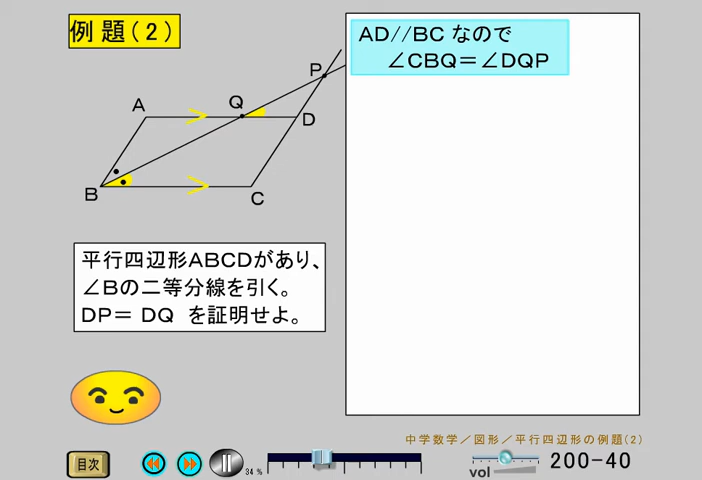 例題(2)
AD//BCなので
∠CBQ=∠DQP
P
A
Q
D
B
C
平行四辺形ABCDがあり、
∠Bの二等分線を引く。
DP=DQ を証明せよ。
中学数学/図形/平行四辺形の例題(2)
目次
34 %
vol
200-40